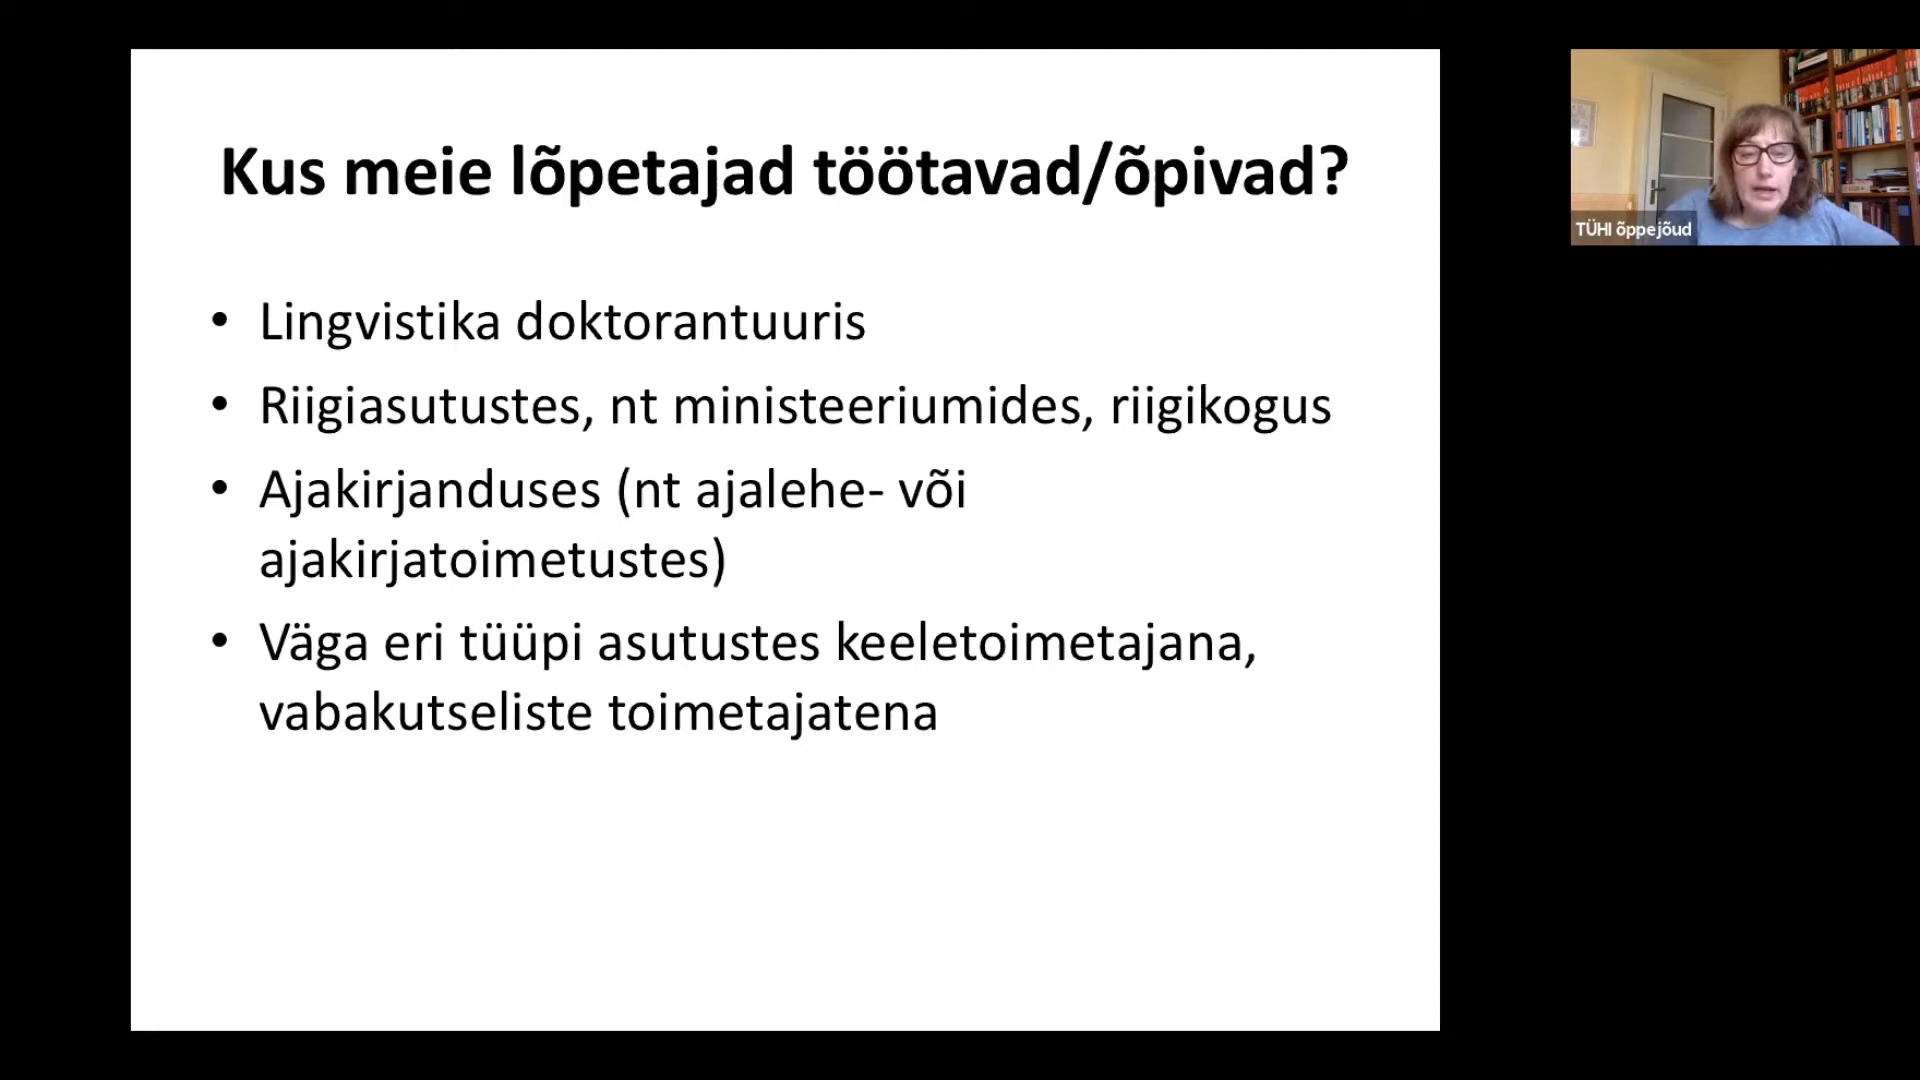 Kus meie lõpetajad töötavad/õpivad?
• Lingvistika doktorantuuris
• Riigiasutustes, nt ministeeriumides, riigikogus
• Ajakirjanduses (nt ajalehe- või
ajakirjatoimetustes)
• Väga eri tüüpi asutustes keeletoimetajana,
vabakutseliste toimetajatena
TÜHI õppejõud